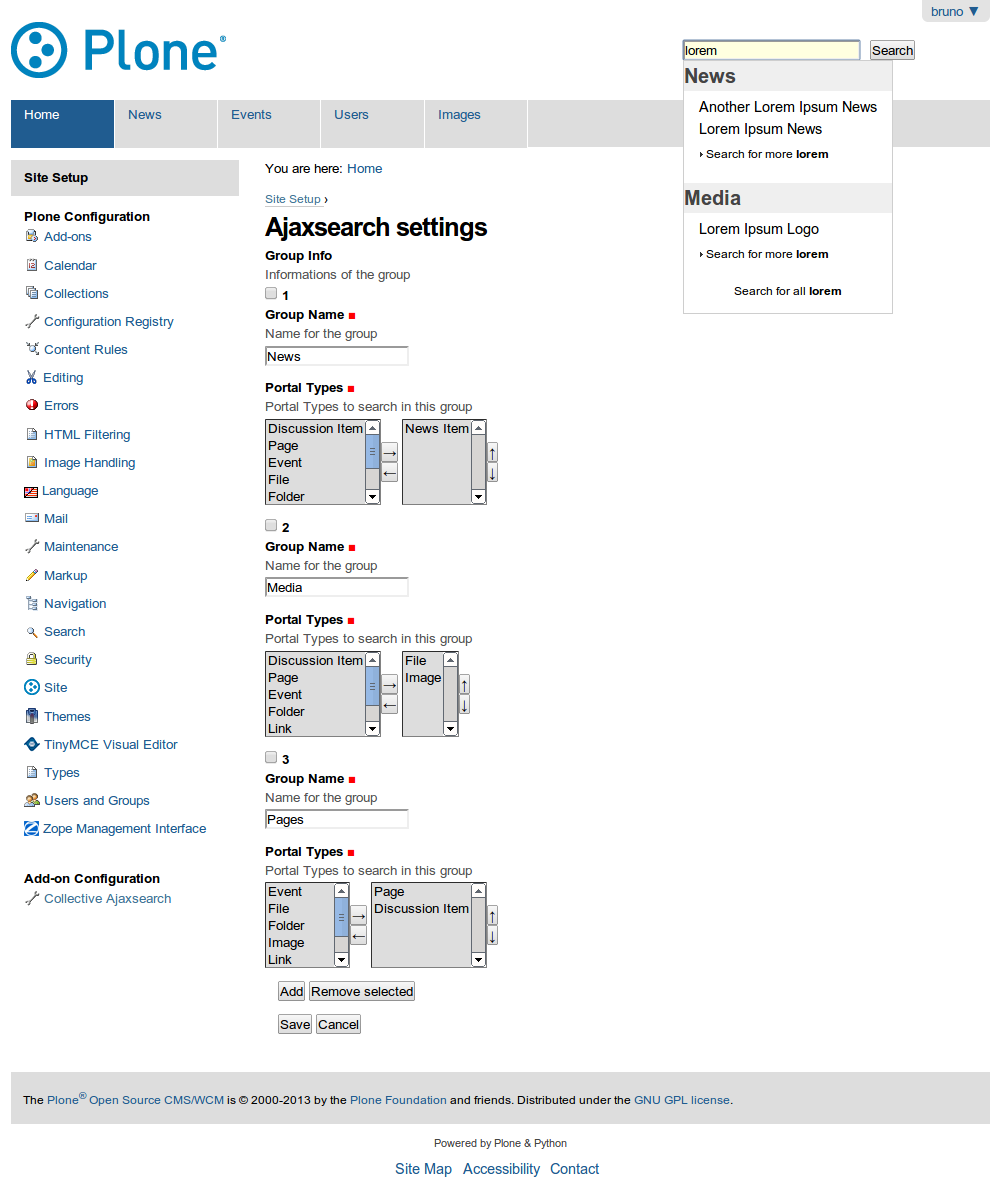 bruno ▼
Plone®
lorem
Search
News
Another Lorem Ipsum News
Lorem Ipsum News
Search for more lorem
Media
Lorem Ipsum Logo
Search for more lorem
Search for all lorem
Home
News
Events
Users
Images
Site Setup
Plone Configuration
Add-ons
Calendar
Collections
Configuration Registry
Content Rules
Editing
Errors
HTML Filtering
Image Handling
Language
Mail
Maintenance
Markup
Navigation
Search
Security
Site
Themes
TinyMCE Visual Editor
Types
Users and Groups
Zope Management Interface
Add-on Configuration
Collective Ajaxsearch
You are here: Home
Site Setup ›
Ajaxsearch settings
Group Info
Informations of the group
1
Group Name
Name for the group
News
Portal Types
Portal Types to search in this group
Discussion Item
Page
Event
File
Folder
→
←
News Item
↑
↓
2
Group Name
Name for the group
Media
Portal Types
Portal Types to search in this group
Discussion Item
Page
Event
Folder
Link
→
←
File
Image
↑
↓
3
Group Name
Name for the group
Pages
Portal Types
Portal Types to search in this group
Event
File
Folder
Image
Link
→
←
Page
Discussion Item
↑
↓
Add
Remove selected
Save
Cancel
The Plone® Open Source CMS/WCM is © 2000-2013 by the Plone Foundation and friends. Distributed under the GNU GPL license.
Powered by Plone & Python
Site Map Accessibility Contact